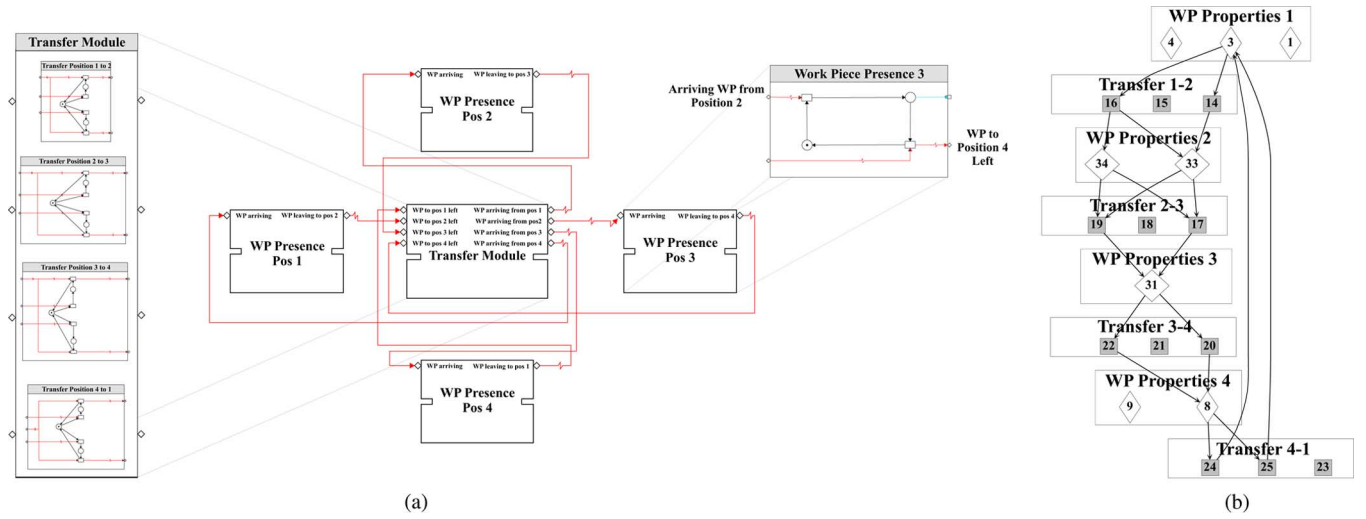 Transfer Module
Transfer Position 1 to 2
Transfer Position 2 to 3
Transfer Position 3 to 4
Transfer Position 4 to 1
WP arriving WP leaving to pos 3
WP Presence
Pos 2
WP arriving WP leaving to pos 2
WP Presence
Pos 1
WP to pos 1 left WP arriving from pos 1
WP to pos 2 left WP arriving from pos2
WP to pos 3 left WP arriving from pos 3
WP to pos 4 left WP arriving from pos 4
Transfer Module
WP arriving WP leaving to pos 4
WP Presence
Pos 3
WP arriving WP leaving to pos 1
WP Presence
Pos 4
Work Piece Presence 3
Arriving WP from
Position 2
WP to
Position 4
Left
(a)
WP Properties 1
4 3 1
Transfer 1-2
16 15 14
WP Properties 2
34 33
Transfer 2-3
19 18 17
WP Properties 3
31
Transfer 3-4
22 21 20
WP Properties 4
9 8
Transfer 4-1
24 25 23
(b)